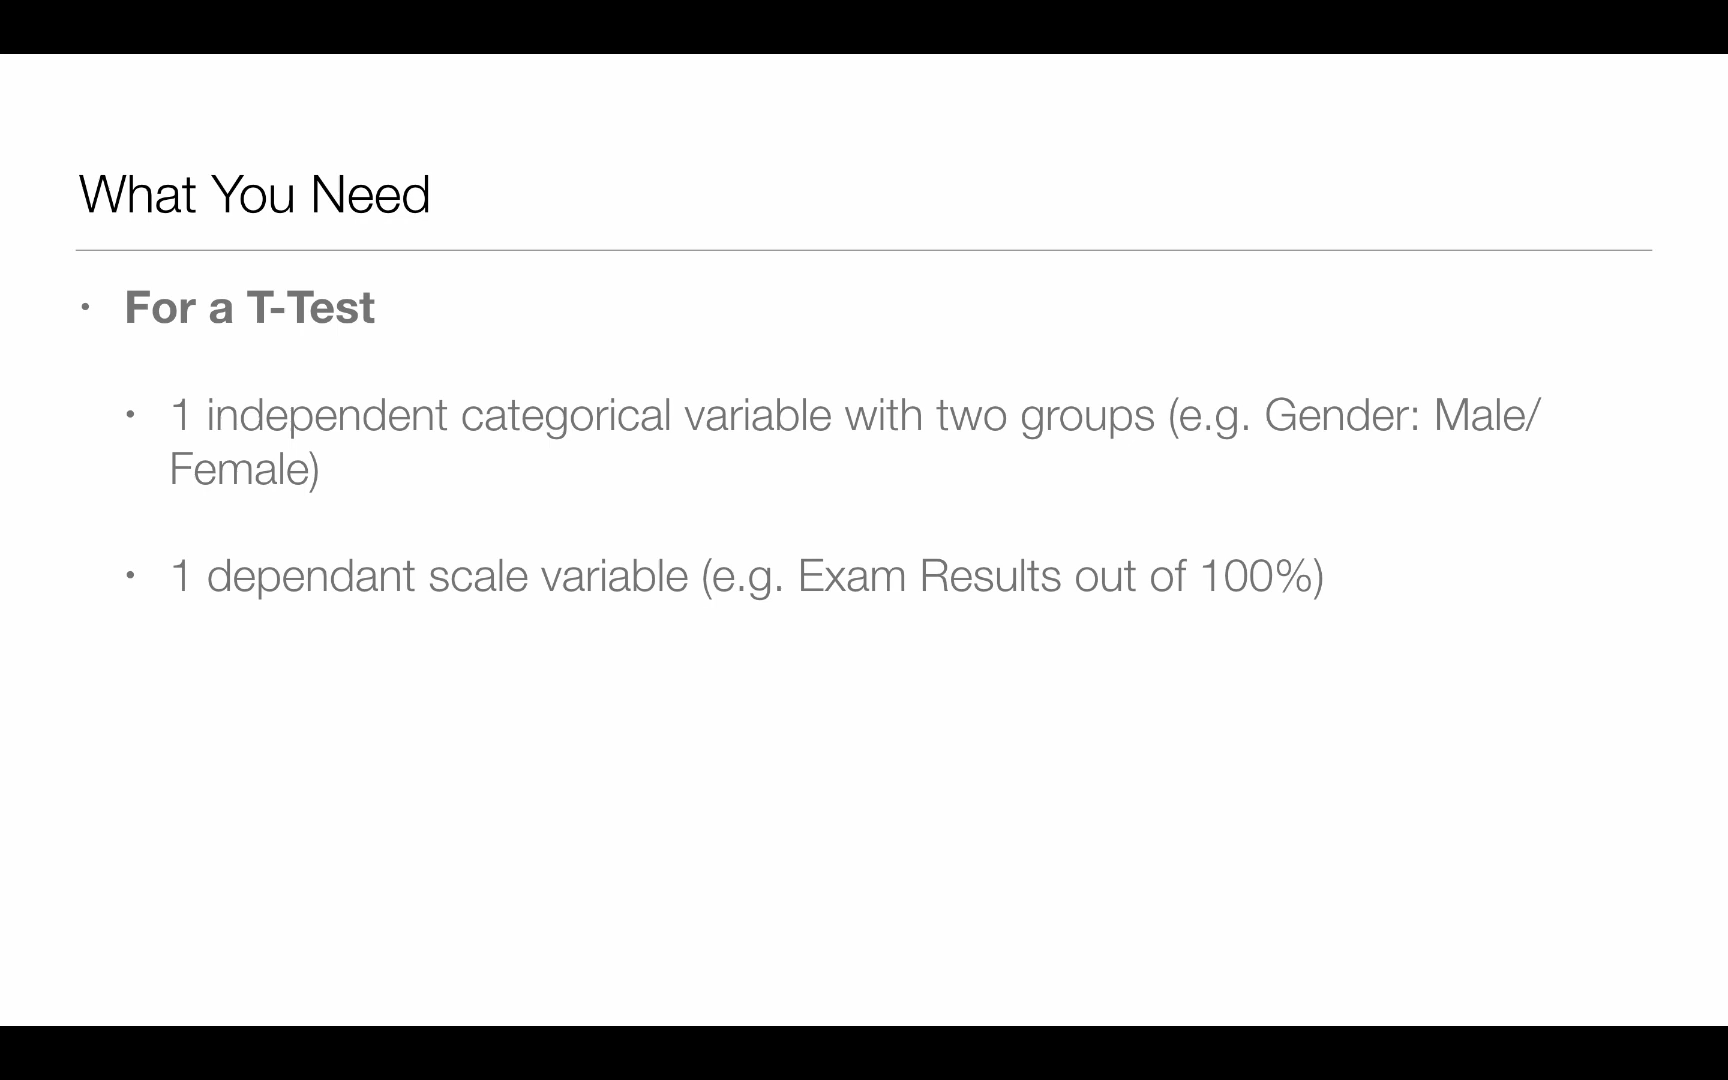 What You Need
• For a T-Test
• 1 independent categorical variable with two groups (e.g. Gender: Male/
Female)
• 1 dependant scale variable (e.g. Exam Results out of 100%)